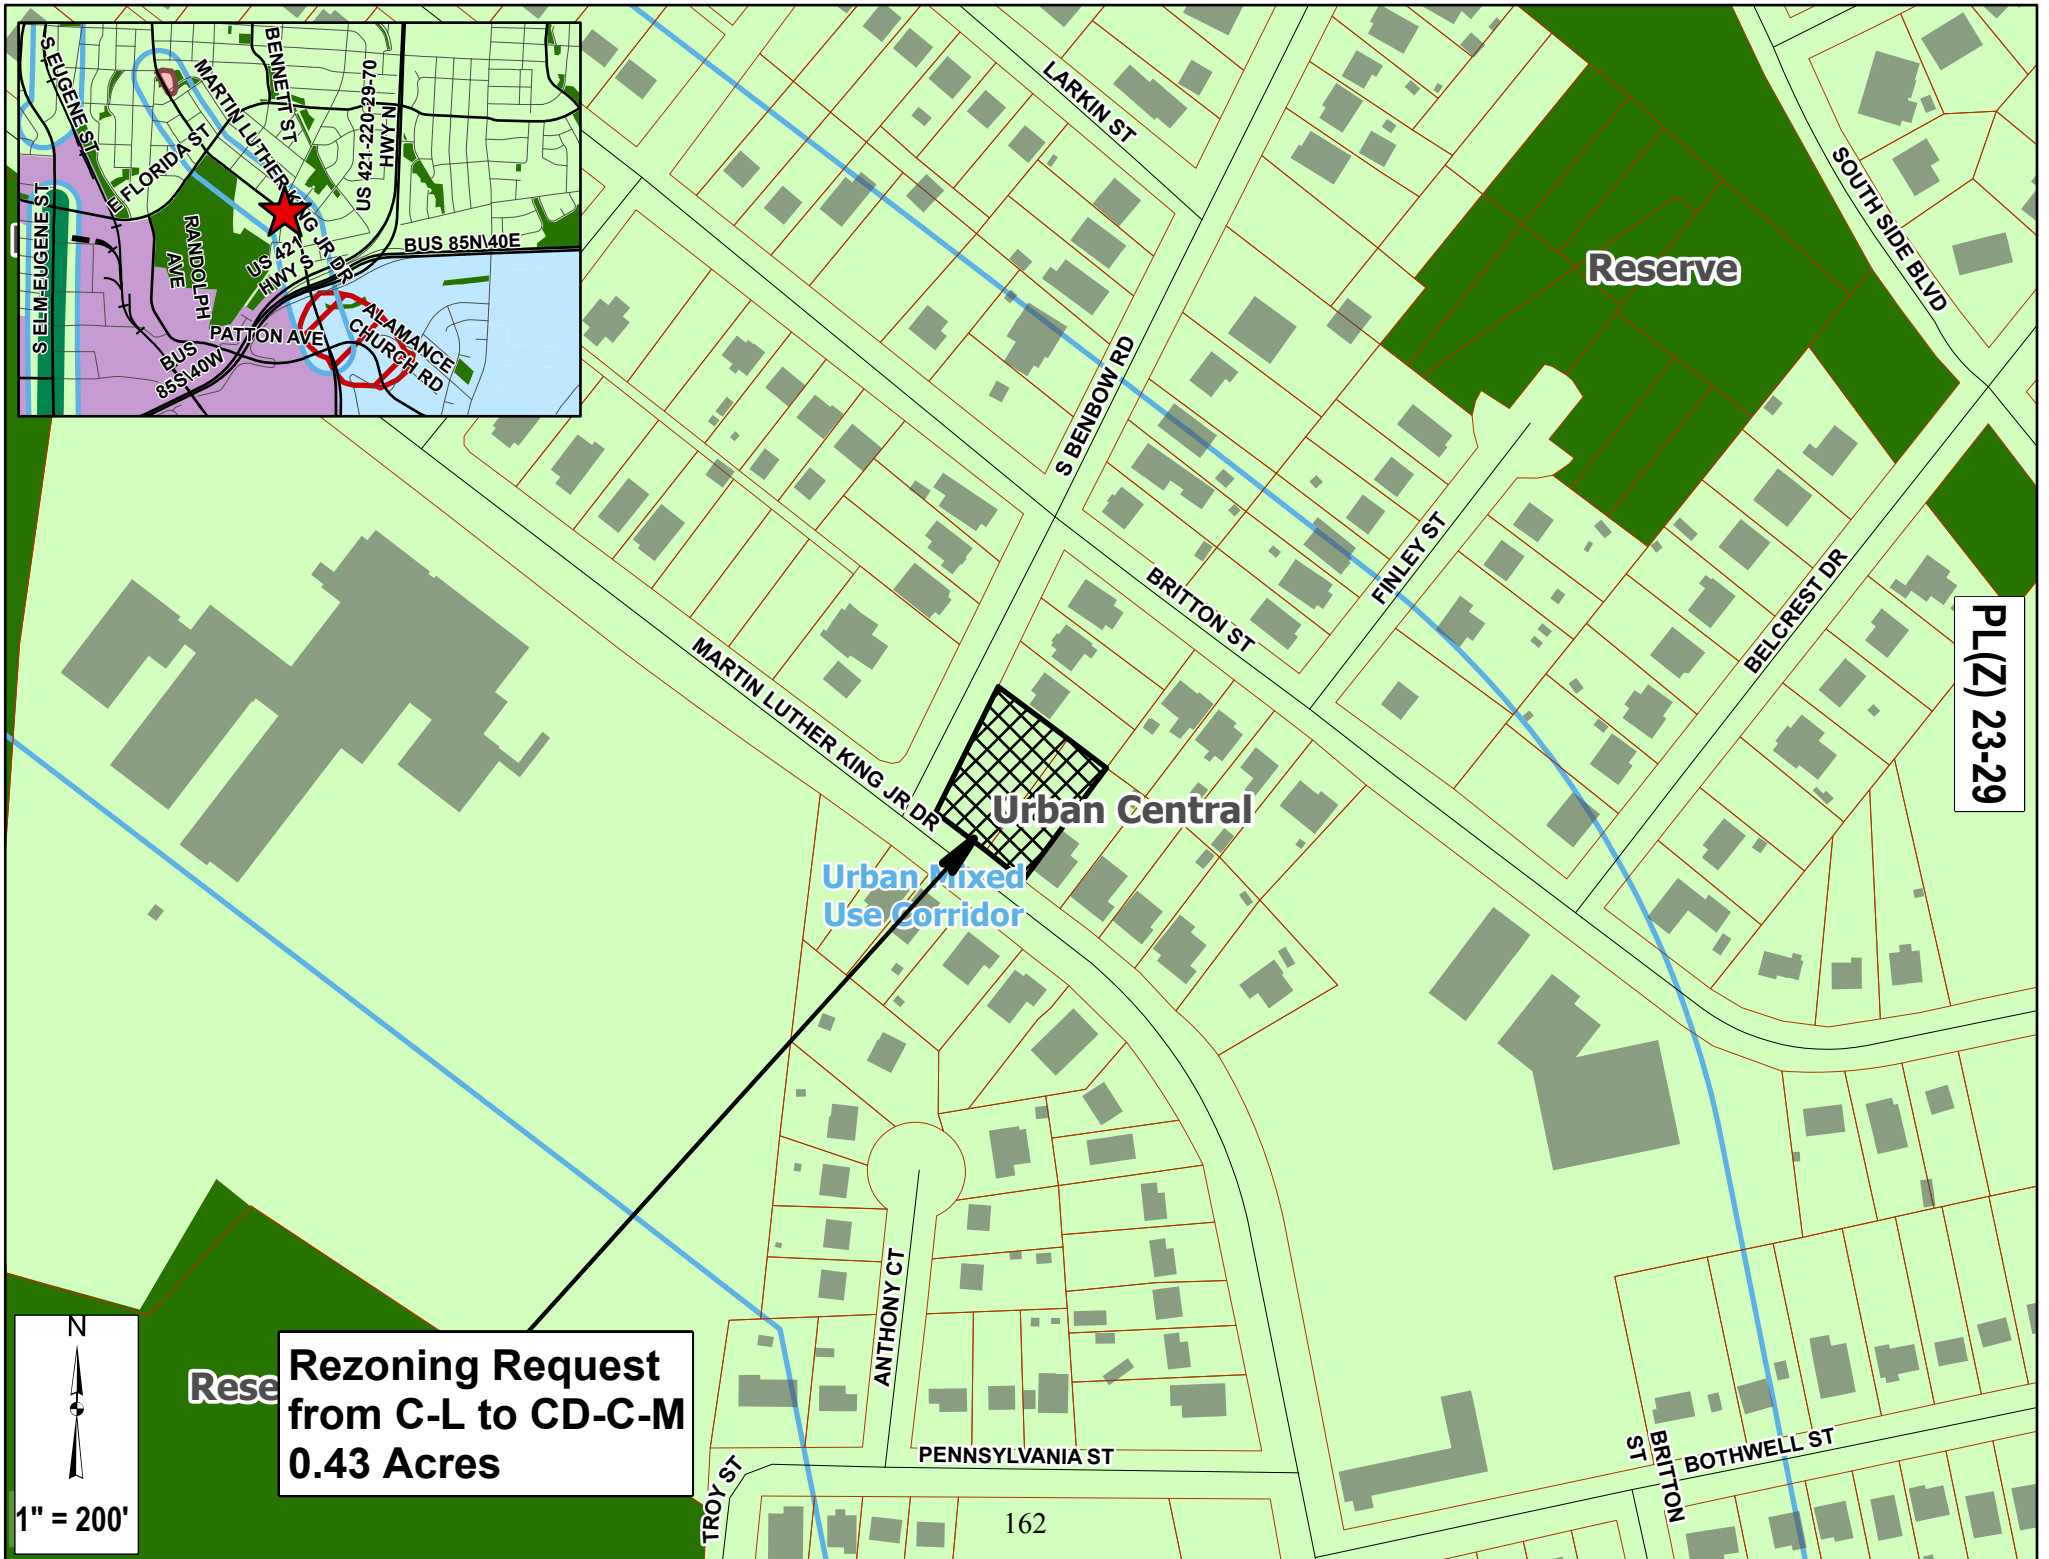 S EUGENE ST
MARTIN LUTHER KING JR DR
BENNETT ST
US 421-220-29-70
HWY N
FLORIDA ST
E
S ELM-EUGENE ST
RANDOLPH
AVE
US 421-
HWY S
BUS 85N\40E
PATTON AVE
BUS
85S\40W
ALAMANCE
CHURCH RD
LARKIN ST
SOUTH SIDE BLVD
Reserve
S BENBOW RD
FINLEY ST
BRITTON ST
BELCREST DR
PL(Z) 23-29
MARTIN LUTHER KING JR DR
Urban Central
Urban Mixed
Use Corridor
ANTHONY CT
N
1" = 200'
Rese
Rezoning Request
from C-L to CD-C-M
0.43 Acres
TROY ST
PENNSYLVANIA ST
162
BRITTON
ST
BOTHWELL ST